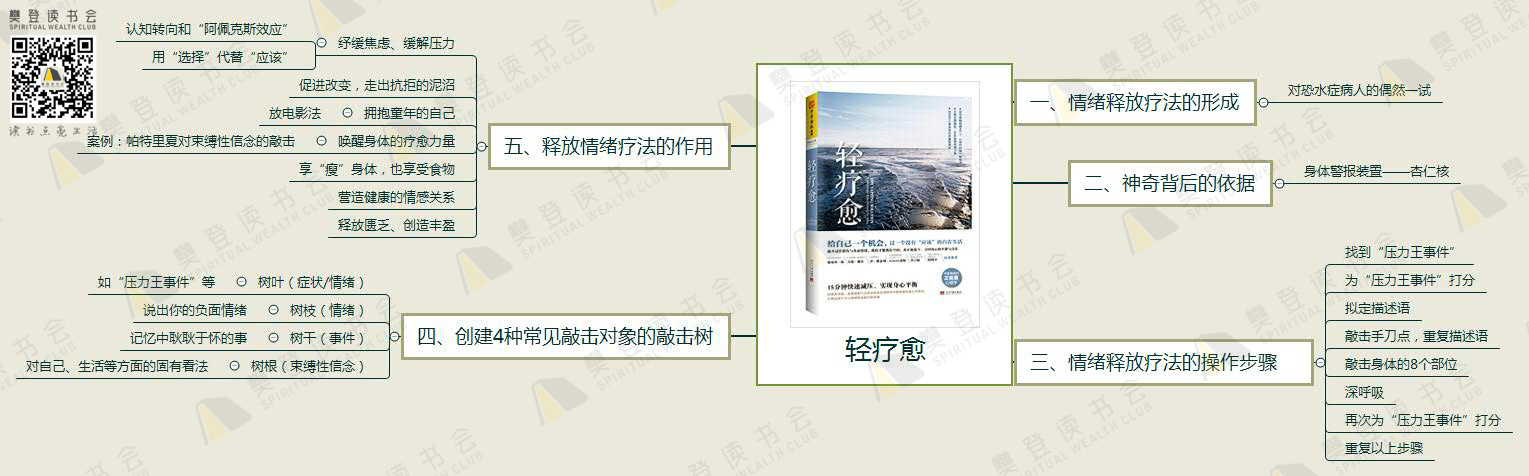 樊登读书会
SPIRITUAL WEALTH CLUB
读书点亮生活
轻疗愈
给自己一个机会，过一个没有“应该”的自在生活
15分钟快速减压、实现身心平衡
轻疗愈
一、情绪释放疗法的形成
对恐水症病人的偶然一试
二、神奇背后的依据
身体警报装置——杏仁核
三、情绪释放疗法的操作步骤
找到“压力王事件”
为“压力王事件”打分
拟定描述语
敲击手刀点，重复描述语
敲击身体的8个部位
深呼吸
再次为“压力王事件”打分
重复以上步骤
四、创建4种常见敲击对象的敲击树
树叶（症状/情绪）
如“压力王事件”等
树枝（情绪）
说出你的负面情绪
树干（事件）
记忆中耿耿于怀的事
树根（束缚性信念）
对自己、生活等方面的固有看法
五、释放情绪疗法的作用
纾缓焦虑、缓解压力
认知转向和“阿佩克斯效应”
用“选择”代替“应该”
促进改变，走出抗拒的泥沼
拥抱童年的自己
放电影法
唤醒身体的疗愈力量
案例：帕特里夏对束缚性信念的敲击
享“瘦”身体，也享受食物
营造健康的情感关系
释放匮乏、创造丰盈